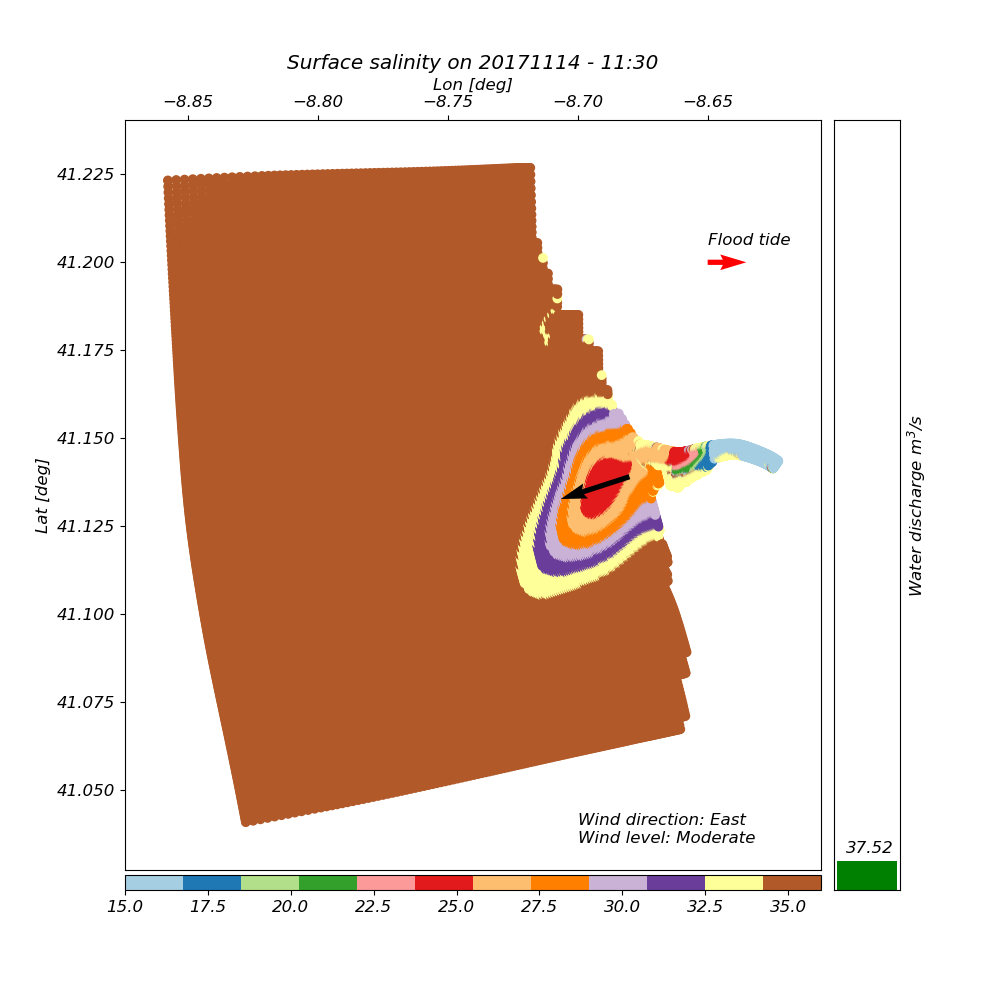 Surface salinity on 20171114 - 11:30
Lon [deg]
−8.85 −8.80 −8.75 −8.70 −8.65
41.225
41.200
41.175
41.150
41.125
41.100
41.075
41.050
Lat [deg]
Flood tide
Wind direction: East
Wind level: Moderate
Water discharge m³/s
37.52
15.0 17.5 20.0 22.5 25.0 27.5 30.0 32.5 35.0